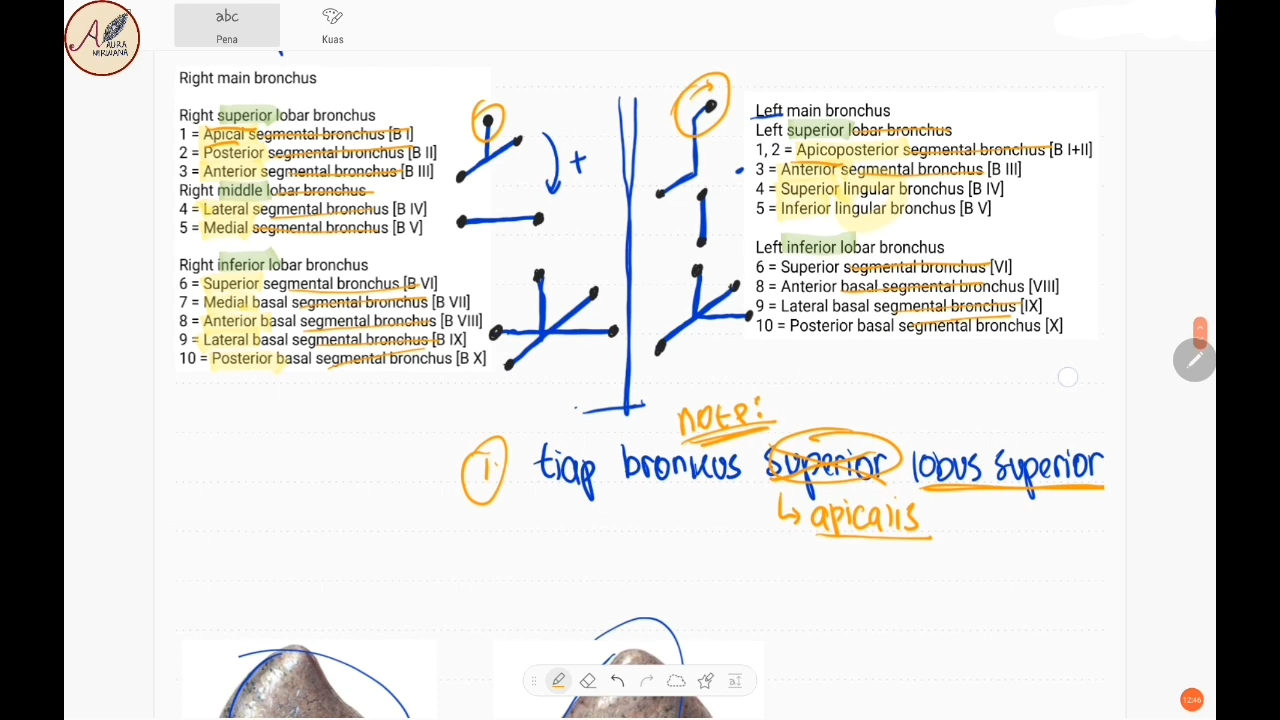 AURA
NIRWANA
abc
Pena
Kuas
Right main bronchus
Right superior lobar bronchus
1 = Apical segmental bronchus [B I]
2 = Posterior segmental bronchus [B II]
3 = Anterior segmental bronchus [B III]
Right middle lobar bronchus
4 = Lateral segmental bronchus [B IV]
5 = Medial segmental bronchus [B V]
Right inferior lobar bronchus
6 = Superior segmental bronchus [B VI]
7 = Medial basal segmental bronchus [B VII]
8 = Anterior basal segmental bronchus [B VIII]
9 = Lateral basal segmental bronchus [B IX]
10 = Posterior basal segmental bronchus [B X]
+
Left main bronchus
Left superior lobar bronchus
1, 2 = Apicoposterior segmental bronchus [B I+II]
3 = Anterior segmental bronchus [B III]
4 = Superior lingular bronchus [B IV]
5 = Inferior lingular bronchus [B V]
Left inferior lobar bronchus
6 = Superior segmental bronchus [VI]
8 = Anterior basal segmental bronchus [VIII]
9 = Lateral basal segmental bronchus [IX]
10 = Posterior basal segmental bronchus [X]
note:
1. tiap bronkus superior lobus superior
↳ apicalis
12:46